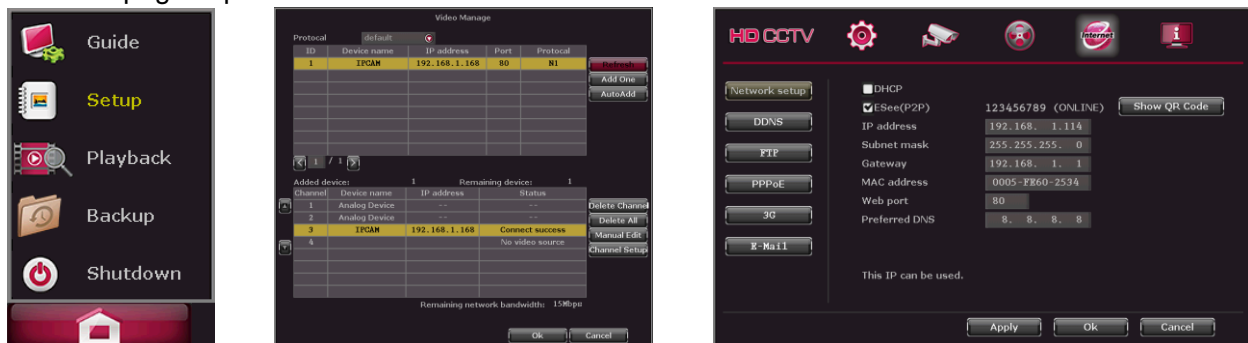 Guide
Setup
Playback
Backup
Shutdown
Video Manage
Protocal default
ID Device name IP address Port Protocal
1 IPCAM 192.168.1.168 80 N1
Refresh
Add One
AutoAdd
1 / 1
Added device: 1 Remaining device: 1
Channel Device name IP address Status
1 Analog Device -- --
2 Analog Device -- --
3 IPCAM 192.168.1.168 Connect success
4 No video source
Delete Channel
Delete All
Manual Edit
Channel Setup
Remaining network bandwidth: 15Mbps
Ok Cancel
HD CCTV
Internet
Network setup
DDNS
FTP
PPPoE
3G
E-Mail
DHCP
ESee(P2P) 123456789 (ONLINE) Show QR Code
IP address 192.168. 1.114
Subnet mask 255.255.255. 0
Gateway 192.168. 1. 1
MAC address 0005-FE60-2534
Web port 80
Preferred DNS 8. 8. 8. 8
This IP can be used.
Apply Ok Cancel